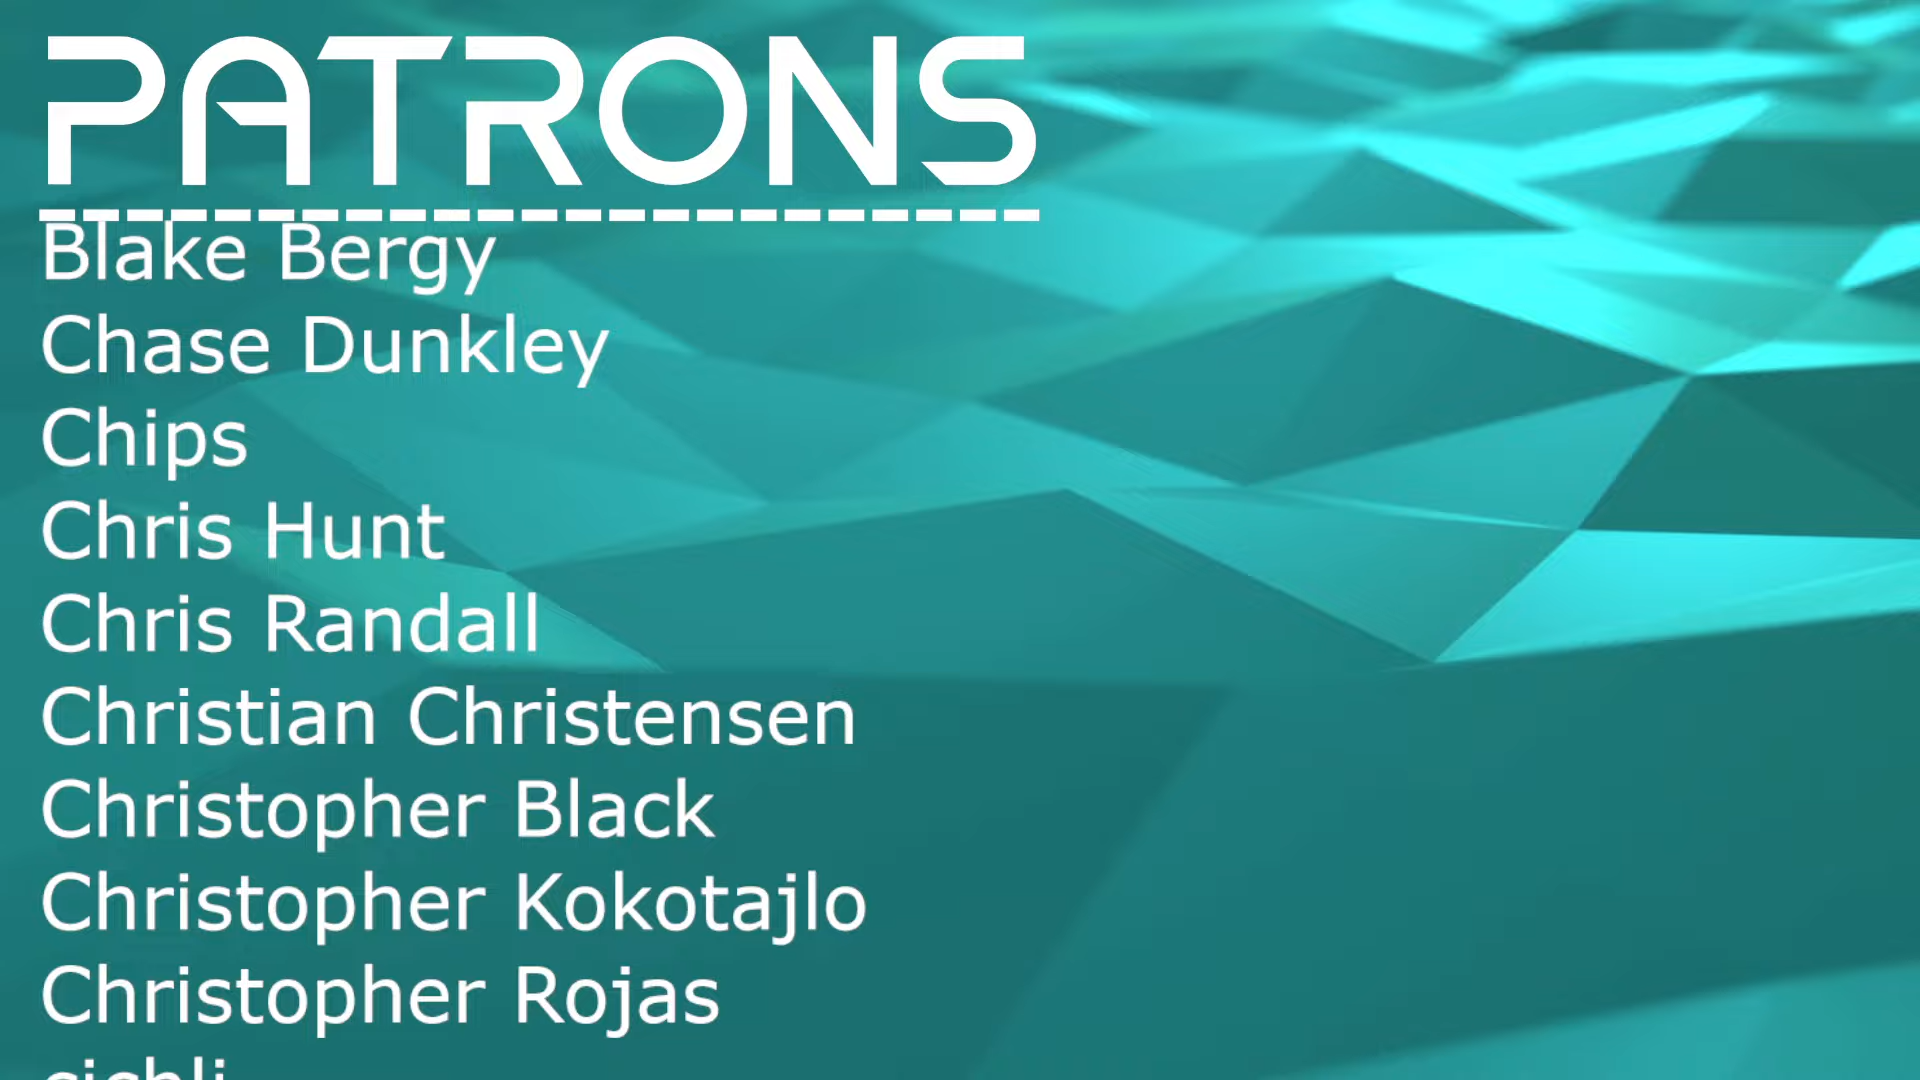 PATRONS
Blake Bergy
Chase Dunkley
Chips
Chris Hunt
Chris Randall
Christian Christensen
Christopher Black
Christopher Kokotajlo
Christopher Rojas